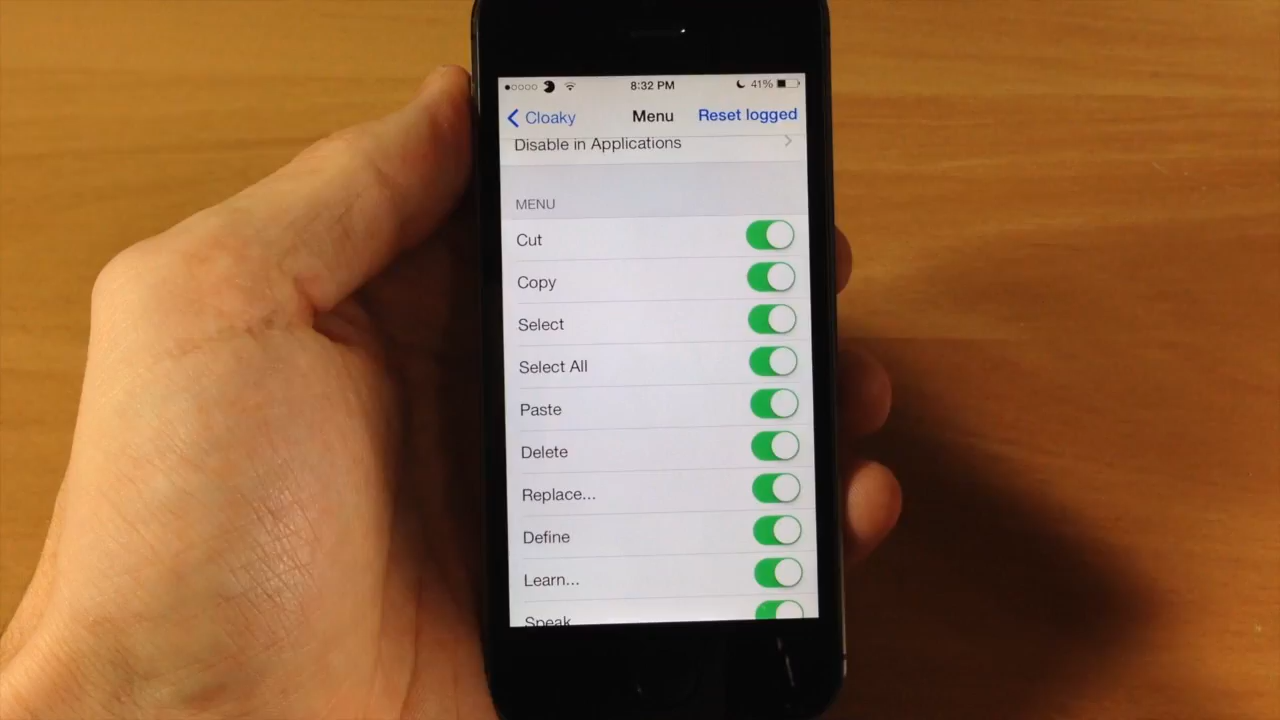 8:32 PM 41%
Cloaky Menu Reset logged
Disable in Applications
MENU
Cut
Copy
Select
Select All
Paste
Delete
Replace...
Define
Learn...
Speak